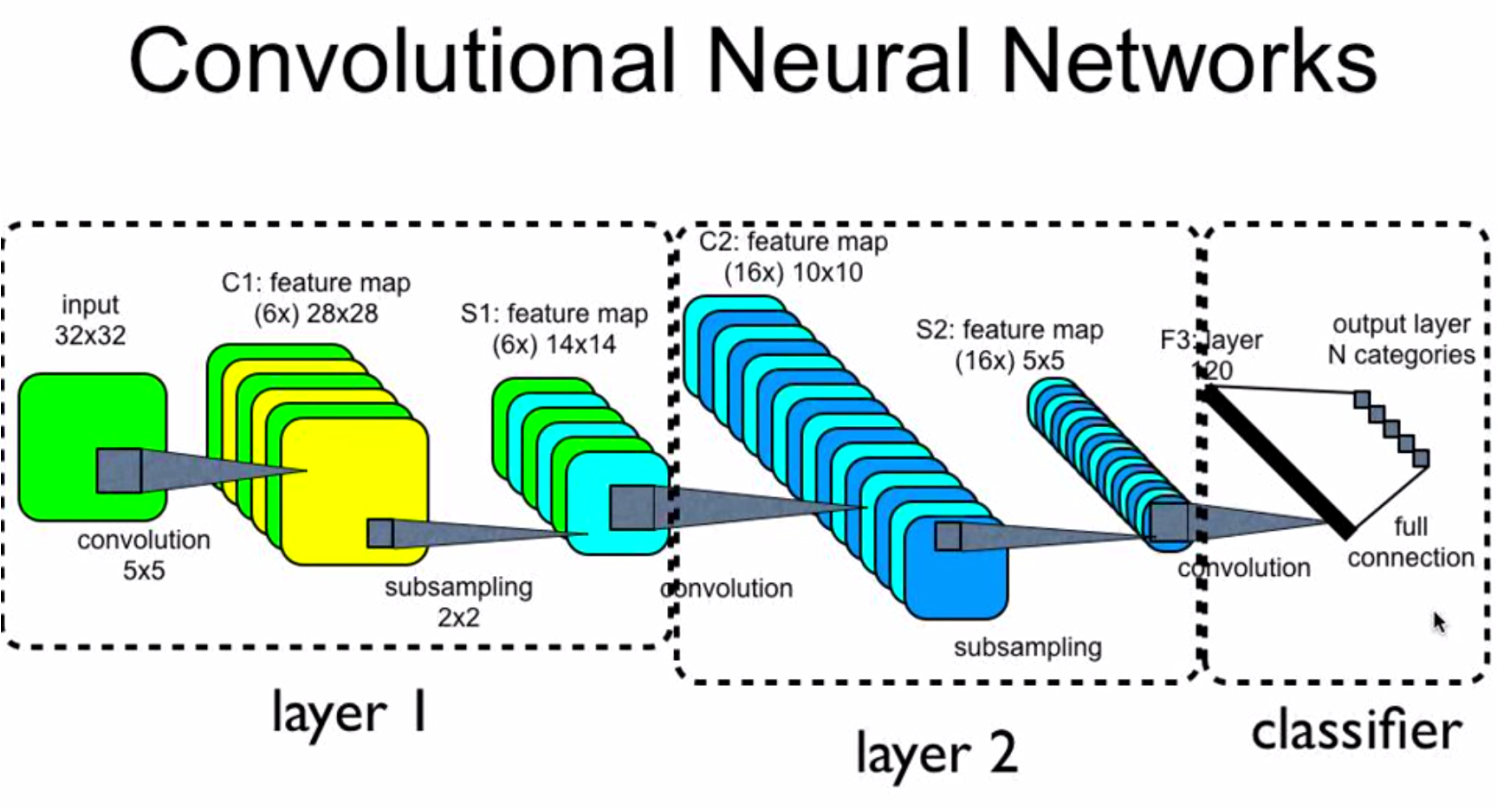 Convolutional Neural Networks
input
32x32
C1: feature map
(6x) 28x28
S1: feature map
(6x) 14x14
C2: feature map
(16x) 10x10
S2: feature map
(16x) 5x5
F3: layer
120
output layer
N categories
convolution
5x5
subsampling
2x2
convolution
subsampling
convolution
full
connection
layer 1
layer 2
classifier